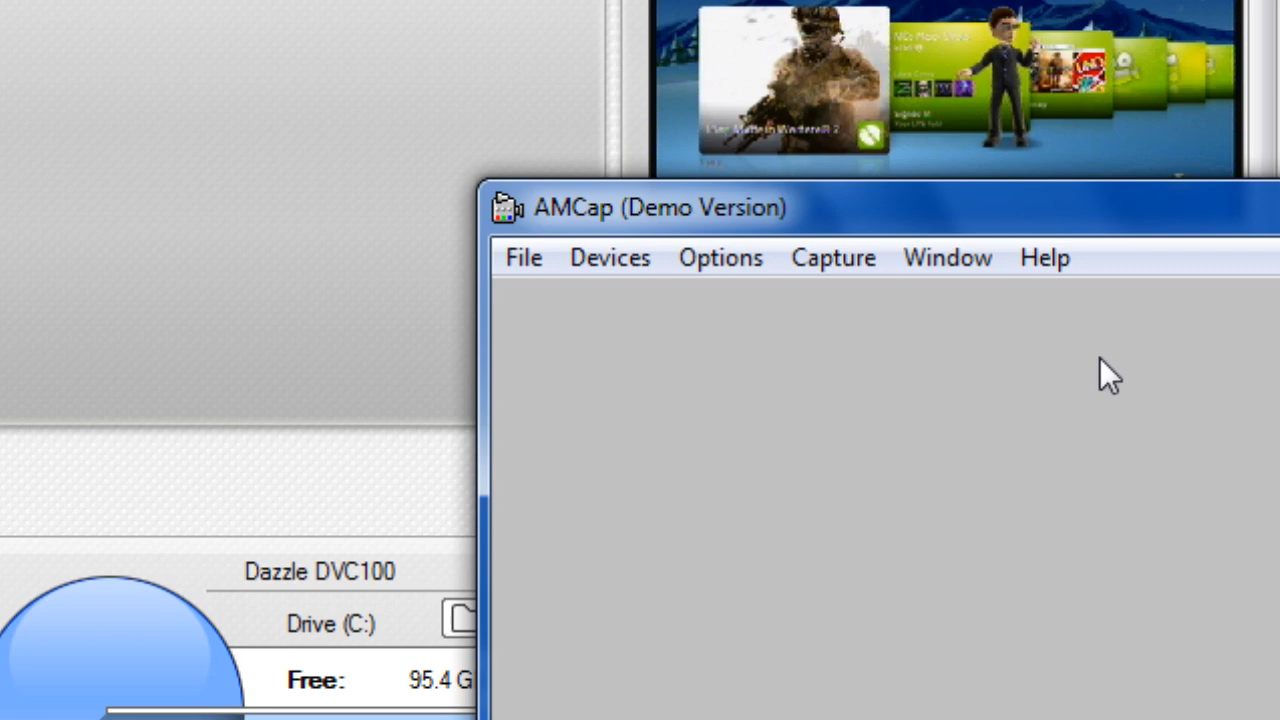 AMCap (Demo Version)
File Devices Options Capture Window Help
Dazzle DVC100
Drive (C:)
Free: 95.4 G